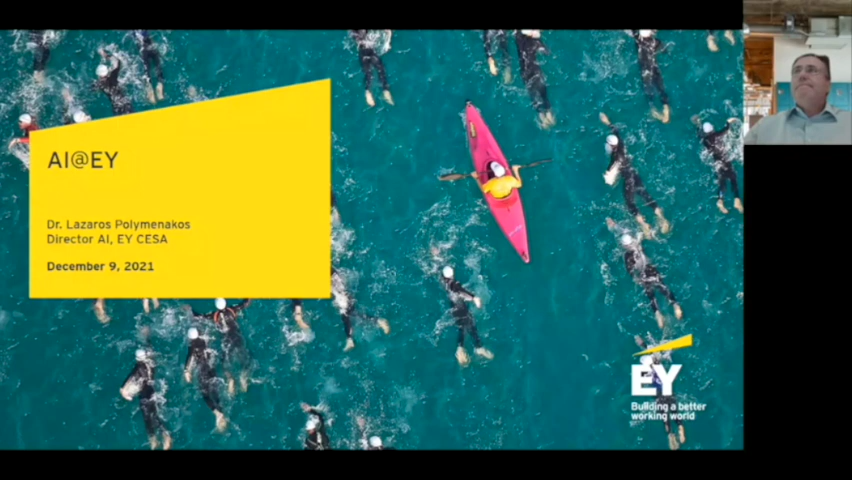 AI@EY
Dr. Lazaros Polymenakos
Director AI, EY CESA
December 9, 2021
EY
Building a better
working world